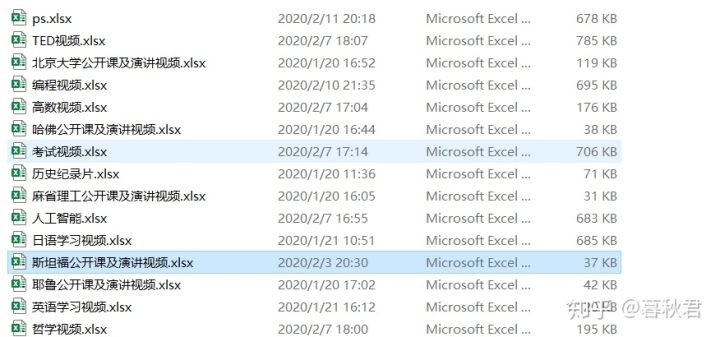 ps.xlsx 2020/2/11 20:18 Microsoft Excel ... 678 KB
TED视频.xlsx 2020/2/7 18:07 Microsoft Excel ... 785 KB
北京大学公开课及演讲视频.xlsx 2020/1/20 16:52 Microsoft Excel ... 119 KB
编程视频.xlsx 2020/2/10 21:35 Microsoft Excel ... 695 KB
高数视频.xlsx 2020/2/7 17:04 Microsoft Excel ... 176 KB
哈佛公开课及演讲视频.xlsx 2020/1/20 16:44 Microsoft Excel ... 38 KB
考试视频.xlsx 2020/2/7 17:14 Microsoft Excel ... 706 KB
历史纪录片.xlsx 2020/1/20 11:36 Microsoft Excel ... 71 KB
麻省理工公开课及演讲视频.xlsx 2020/1/20 16:05 Microsoft Excel ... 31 KB
人工智能.xlsx 2020/2/7 16:55 Microsoft Excel ... 683 KB
日语学习视频.xlsx 2020/1/21 10:51 Microsoft Excel ... 685 KB
斯坦福公开课及演讲视频.xlsx 2020/2/3 20:30 Microsoft Excel ... 37 KB
耶鲁公开课及演讲视频.xlsx 2020/1/20 17:02 Microsoft Excel ... 42 KB
英语学习视频.xlsx 2020/1/21 16:12 Microsoft Excel ... KB
哲学视频.xlsx 2020/2/7 18:00 Microsoft Excel ... 195 KB
知乎 @暮秋君